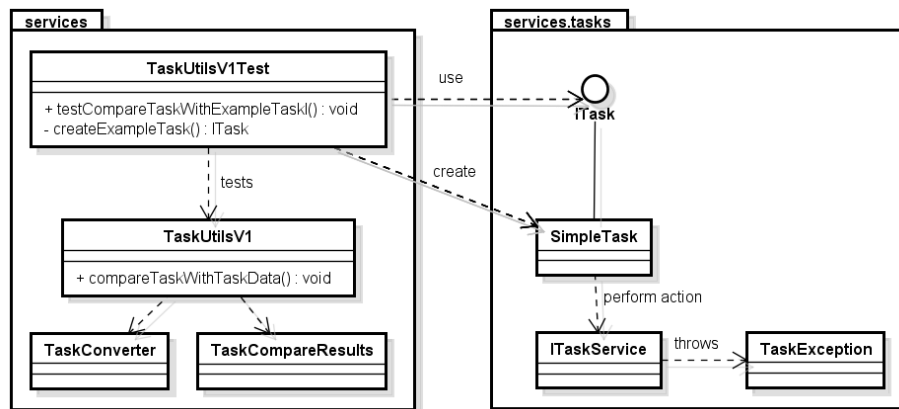 services
services.tasks
TaskUtilsV1Test
+ testCompareTaskWithExampleTaskI() : void
- createExampleTask() : ITask
use
ITask
create
tests
TaskUtilsV1
+ compareTaskWithTaskData() : void
SimpleTask
perform action
TaskConverter
TaskCompareResults
ITaskService
throws
TaskException